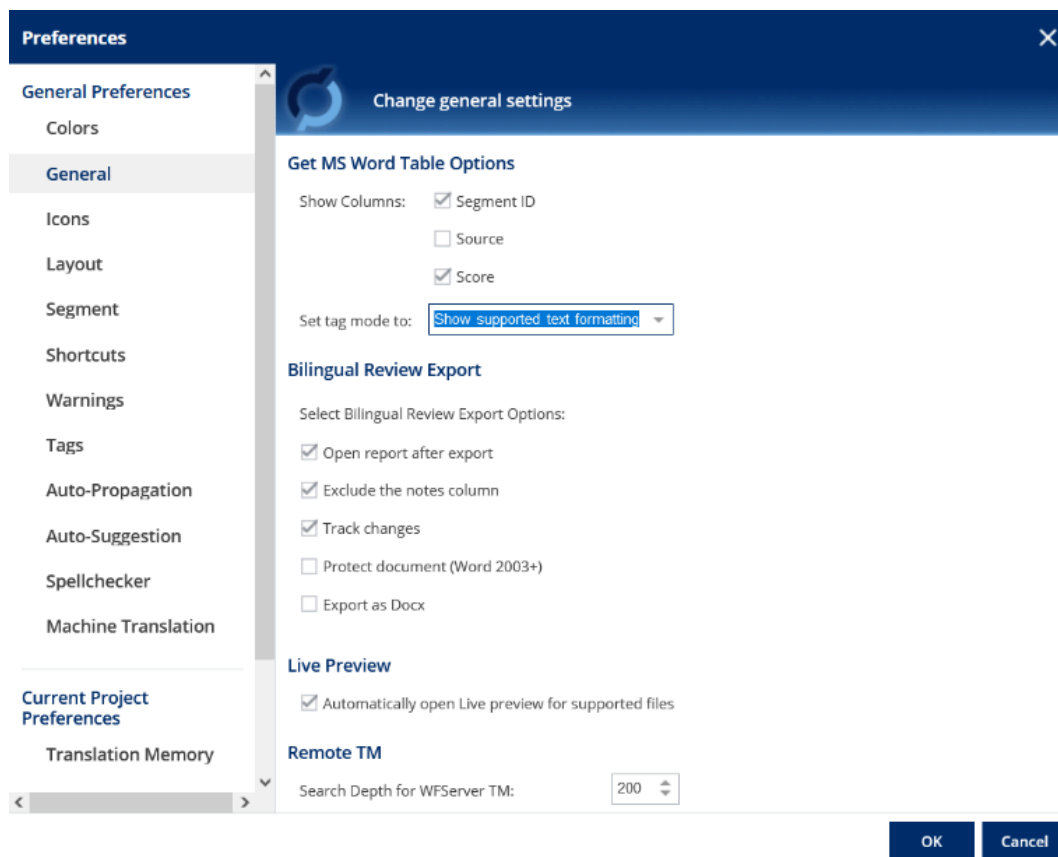 Preferences
General Preferences
Colors
General
Icons
Layout
Segment
Shortcuts
Warnings
Tags
Auto-Propagation
Auto-Suggestion
Spellchecker
Machine Translation
Current Project
Preferences
Translation Memory
Change general settings
Get MS Word Table Options
Show Columns: Segment ID
Source
Score
Set tag mode to: Show supported text formatting
Bilingual Review Export
Select Bilingual Review Export Options:
Open report after export
Exclude the notes column
Track changes
Protect document (Word 2003+)
Export as Docx
Live Preview
Automatically open Live preview for supported files
Remote TM
Search Depth for WFServer TM: 200
OK Cancel